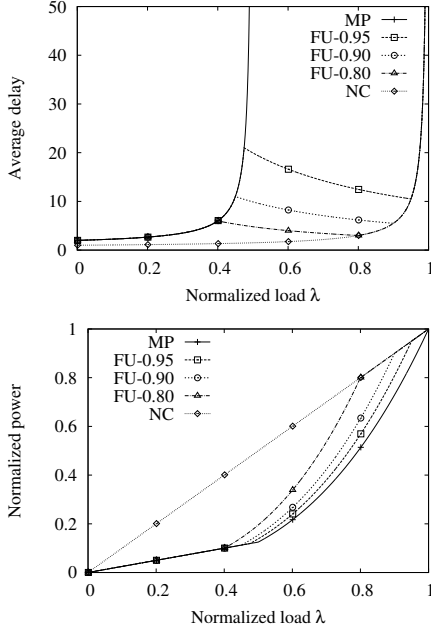 50
40
30
20
10
0
Average delay
MP
FU-0.95
FU-0.90
FU-0.80
NC
0.0 0.2 0.4 0.6 0.8 1
Normalized load λ
1
0.8
0.6
0.4
0.2
0
Normalized power
MP
FU-0.95
FU-0.90
FU-0.80
NC
0.0 0.2 0.4 0.6 0.8 1
Normalized load λ